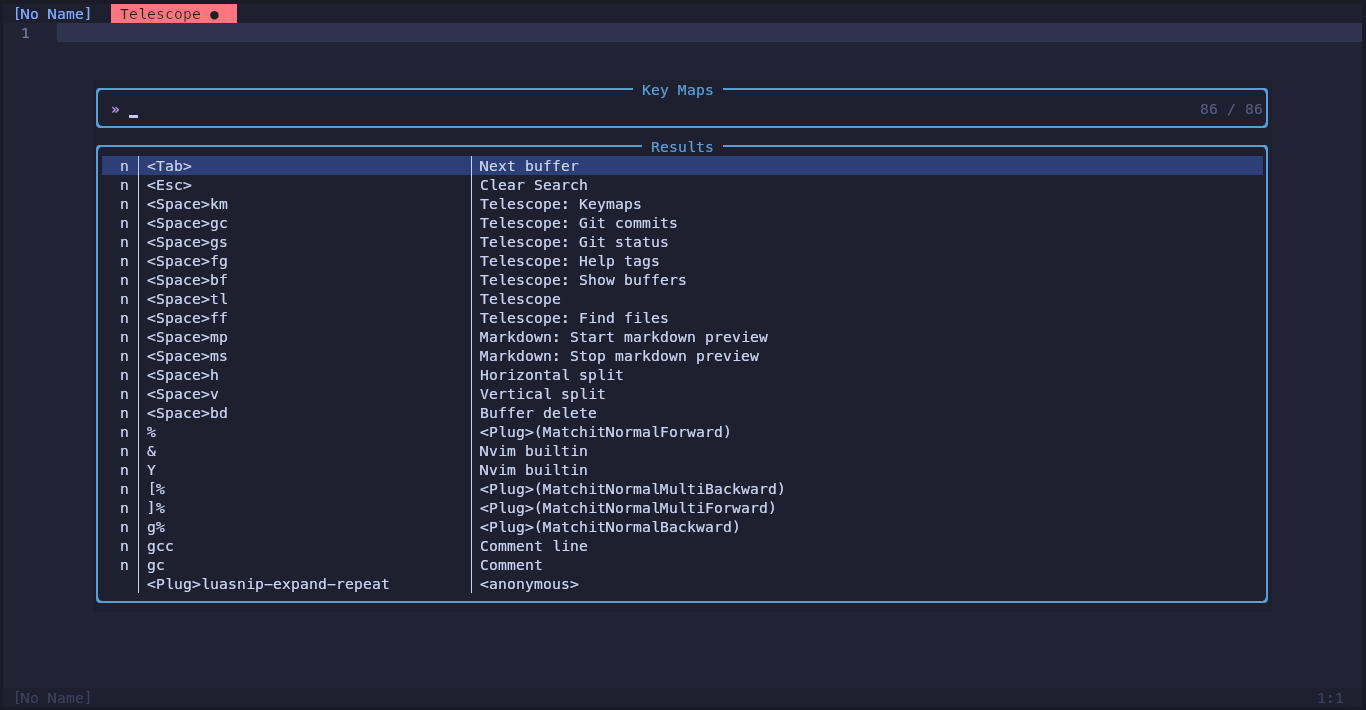 [No Name] Telescope ●
1
Key Maps
» 86 / 86
Results
n <Tab> Next buffer
n <Esc> Clear Search
n <Space>km Telescope: Keymaps
n <Space>gc Telescope: Git commits
n <Space>gs Telescope: Git status
n <Space>fg Telescope: Help tags
n <Space>bf Telescope: Show buffers
n <Space>tl Telescope
n <Space>ff Telescope: Find files
n <Space>mp Markdown: Start markdown preview
n <Space>ms Markdown: Stop markdown preview
n <Space>h Horizontal split
n <Space>v Vertical split
n <Space>bd Buffer delete
n % <Plug>(MatchitNormalForward)
n & Nvim builtin
n Y Nvim builtin
n [% <Plug>(MatchitNormalMultiBackward)
n ]% <Plug>(MatchitNormalMultiForward)
n g% <Plug>(MatchitNormalBackward)
n gcc Comment line
n gc Comment
<Plug>luasnip-expand-repeat <anonymous>
[No Name] 1:1